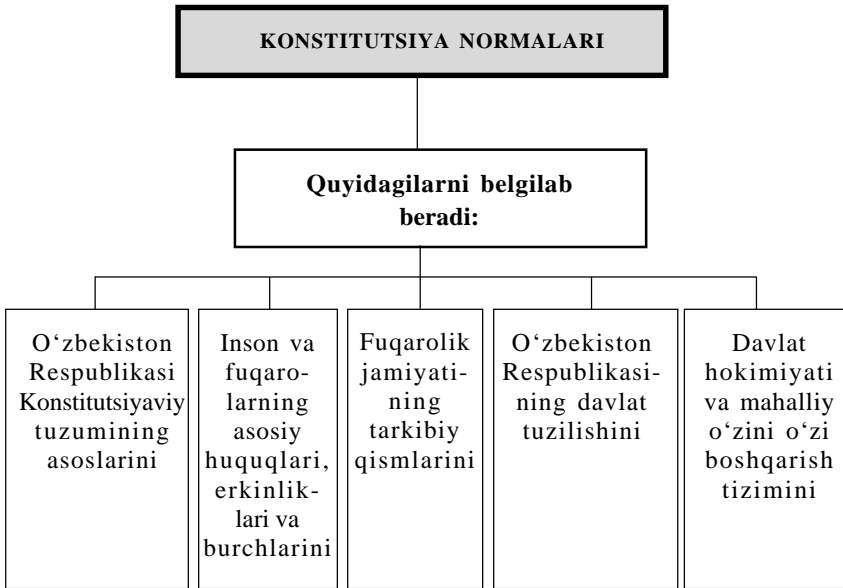 KONSTITUTSIYA NORMALARI
Quyidagilarni belgilab
beradi:
O‘zbekiston
Respublikasi
Konstitutsiyaviy
tuzumining
asoslarini
Inson va
fuqaro-
larning
asosiy
huquqlari,
erkinlik-
lari va
burchlarini
Fuqarolik
jamiyati-
ning
tarkibiy
qismlarini
O‘zbekiston
Respublikasi-
ning davlat
tuzilishini
Davlat
hokimiyati
va mahalliy
o‘zini o‘zi
boshqarish
tizimini